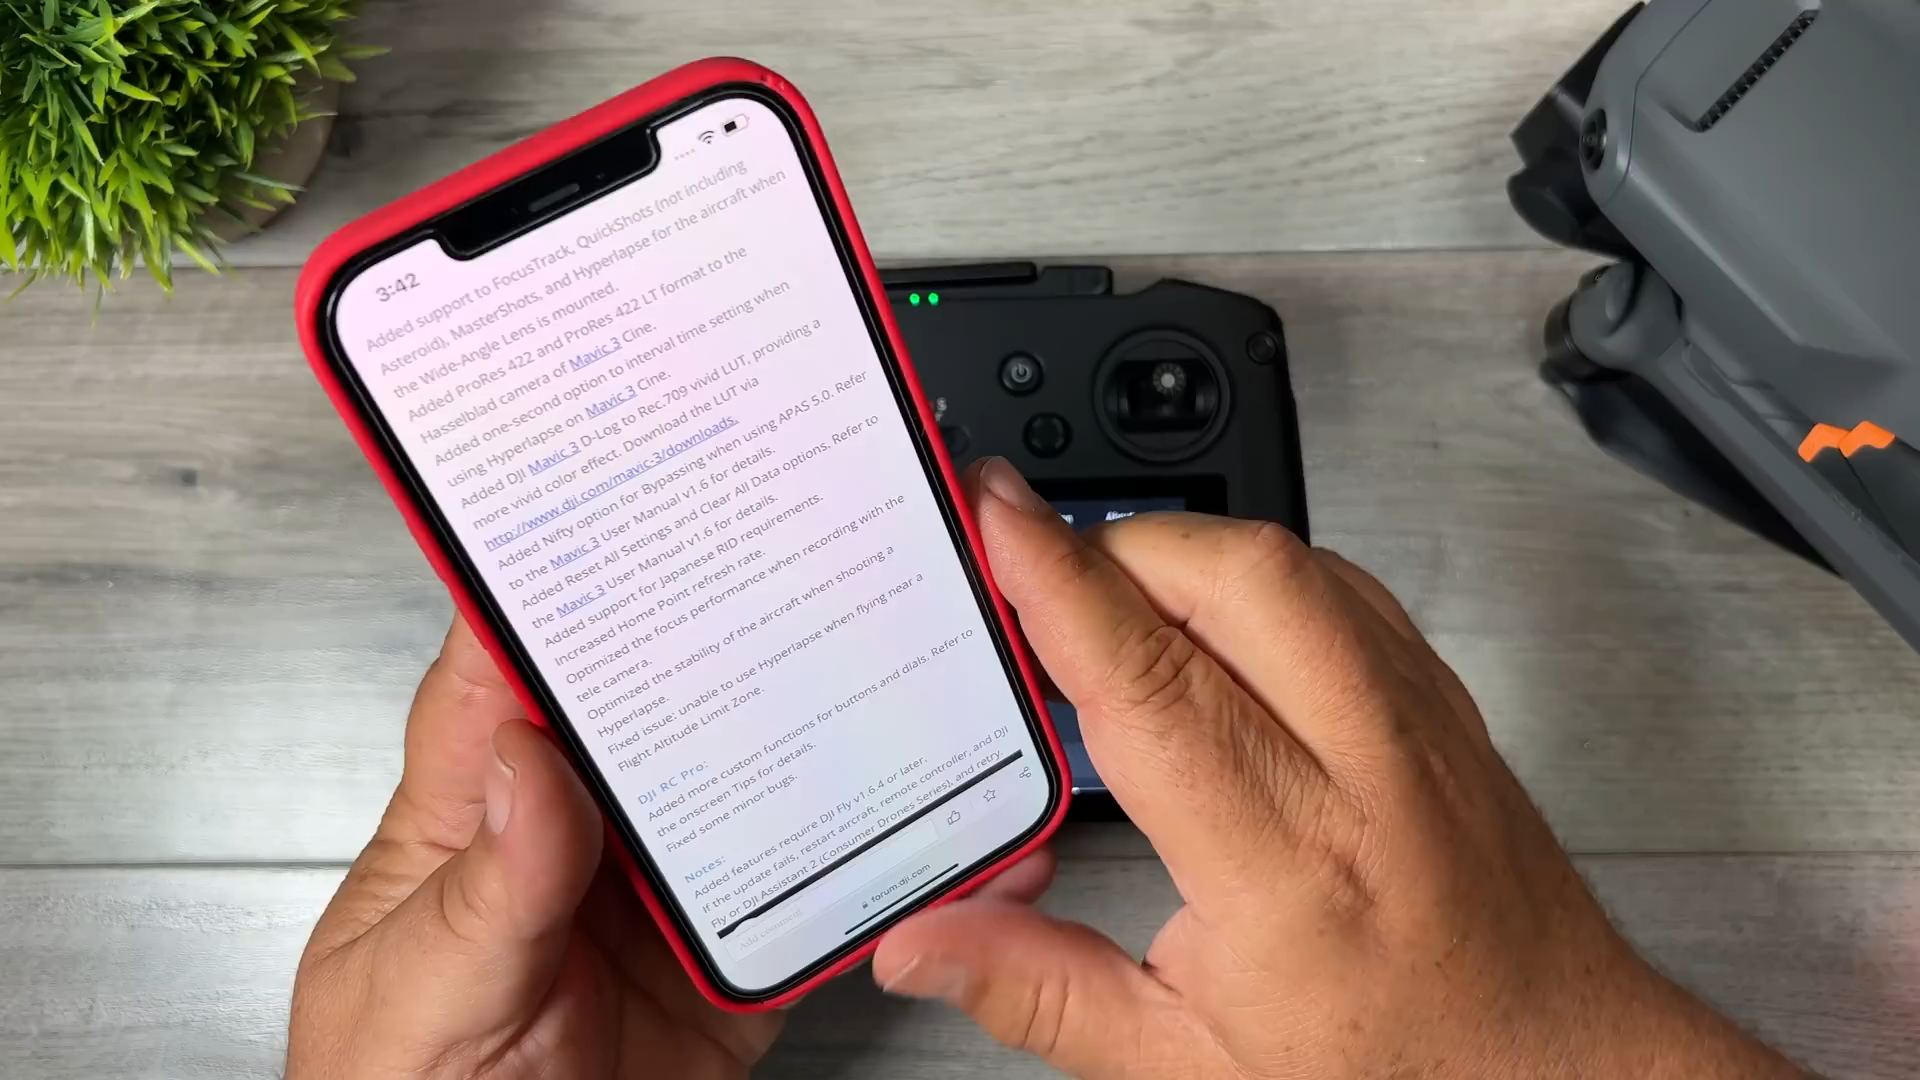 3:42
Added support to FocusTrack, QuickShots (not including
Asteroid), MasterShots, and Hyperlapse for the aircraft when
the Wide-Angle Lens is mounted.
Added ProRes 422 and ProRes 422 LT format to the
Hasselblad camera of Mavic 3 Cine.
Added one-second option to interval time setting when
using Hyperlapse on Mavic 3 Cine.
Added DJI Mavic 3 D-Log to Rec.709 vivid LUT, providing a
more vivid color effect. Download the LUT via
http://www.dji.com/mavic-3/downloads.
Added Nifty option for Bypassing when using APAS 5.0. Refer
to the Mavic 3 User Manual v1.6 for details.
Added Reset All Settings and Clear All Data options. Refer to
the Mavic 3 User Manual v1.6 for details.
Added support for Japanese RID requirements.
Increased Home Point refresh rate.
Optimized the focus performance when recording with the
tele camera.
Optimized the stability of the aircraft when shooting a
Hyperlapse.
Fixed issue: unable to use Hyperlapse when flying near a
Flight Altitude Limit Zone.
DJI RC Pro:
Added more custom functions for buttons and dials. Refer to
the onscreen Tips for details.
Fixed some minor bugs.
Notes:
Added features require DJI Fly v1.6.4 or later.
If the update fails, restart aircraft, remote controller, and DJI
Fly or DJI Assistant 2 (Consumer Drones Series), and retry.
Add comment
forum.dji.com